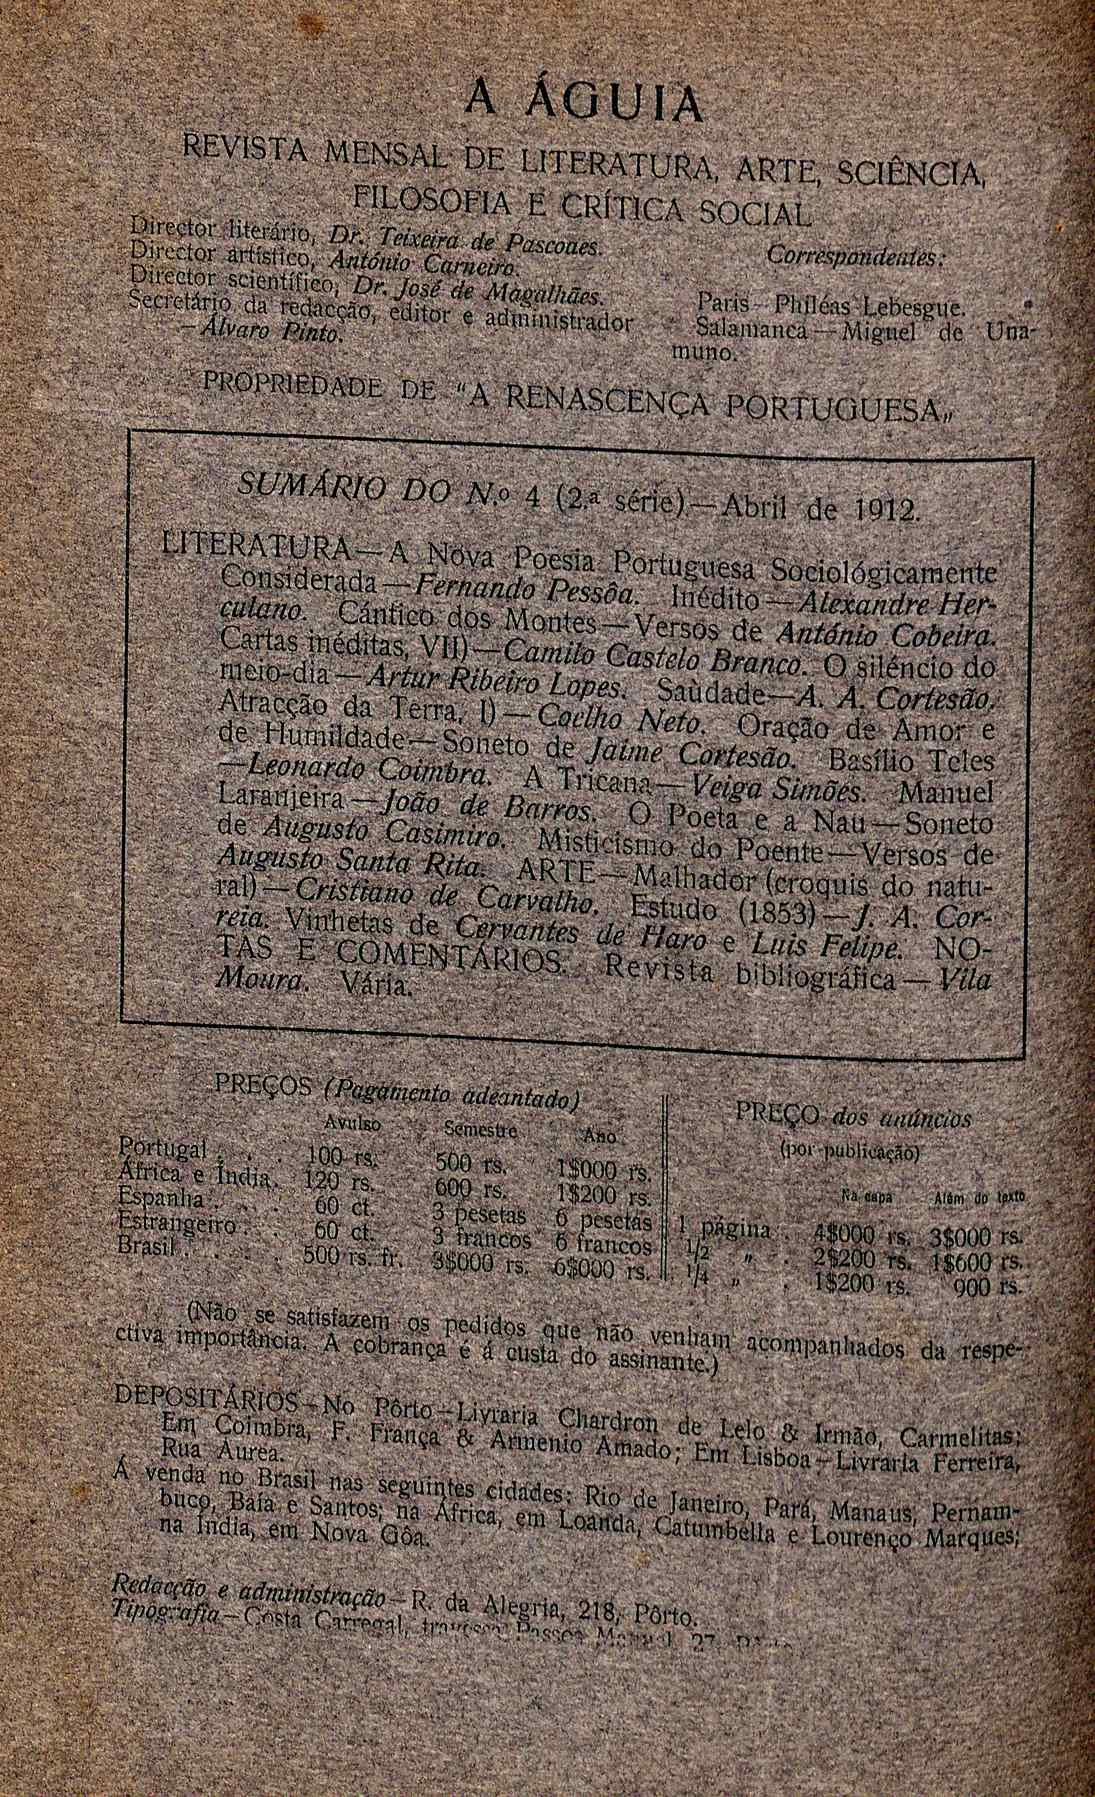 A ÁGUIA
REVISTA MENSAL DE LITERATURA, ARTE, SCIÊNCIA,
FILOSOFIA E CRÍTICA SOCIAL
Director literário, Dr. Teixeira de Pascoaes.
Director artístico, António Carneiro.
Director scientífico, Dr. José de Magalhães.
Secretário da redacção, editor e administrador
—Álvaro Pinto.
Correspondentes:
Paris—Philéas Lebesgue.
Salamanca—Miguel de Una-
muno.
PROPRIEDADE DE "A RENASCENÇA PORTUGUESA„
SUMÁRIO DO N.º 4 (2.ª série)—Abril de 1912.
LITERATURA—A Nova Poesia Portuguesa Sociológicamente
Considerada—Fernando Pessôa. Inédito—Alexandre Her-
culano. Cántico dos Montes—Versos de António Cobeira.
Cartas inéditas, VII)—Camilo Castelo Branco. O siléncio do
meio-dia—Artur Ribeiro Lopes. Saùdade—A. A. Cortesão.
Atracção da Terra, I)—Coelho Neto. Oração de Amor e
de Humildade—Soneto de Jaime Cortesão. Basílio Teles
—Leonardo Coimbra. A Tricana—Veiga Simões. Manuel
Laranjeira—João de Barros. O Poeta e a Nau—Soneto
de Augusto Casimiro. Misticismo do Poente—Versos de
Augusto Santa Rita. ARTE—Malhador (croquis do natu-
ral)—Cristiano de Carvalho. Estudo (1853)—J. A. Cor-
reia. Vinhetas de Cervantes de Haro e Luis Felipe. NO-
TAS E COMENTÁRIOS. Revista bibliográfica—Vila
Moura. Vária.
PREÇOS (Pagamento adeantado)
Avulso Semestre Ano
Portugal . . . 100 rs. 500 rs. 1$000 rs.
África e Índia. 120 rs. 600 rs. 1$200 rs.
Espanha . . . 60 ct. 3 pesetas 6 pesetas
Estrangeiro . . 60 ct. 3 francos 6 francos
Brasil . . . . 500 rs. fr. 3$000 rs. 6$000 rs.
PREÇO dos anúncios
(por publicação)
Na capa Além do texto
1 página . 4$000 rs. 3$000 rs.
1/2 „ . 2$200 rs. 1$600 rs.
1/4 „ . 1$200 rs. 900 rs.
(Não se satisfazem os pedidos que não venham acompanhados da respe-
ctiva importância. A cobrança é á custa do assinante.)
DEPOSITÁRIOS—No Pôrto—Livraria Chardron de Lelo & Irmão, Carmelitas;
Em Coimbra, F. França & Armenio Amado; Em Lisboa—Livraria Ferreira,
Rua Áurea.
Á venda no Brasil nas seguintes cidades: Rio de Janeiro, Pará, Manaus, Pernam-
buco, Baía e Santos; na África, em Loanda, Catumbella e Lourenço Marques;
na Índia, em Nova Gôa.
Redacção e administração—R. da Alegria, 218, Pôrto.
Tipografia—Costa Carregal, travessa Passos Manuel, 27,